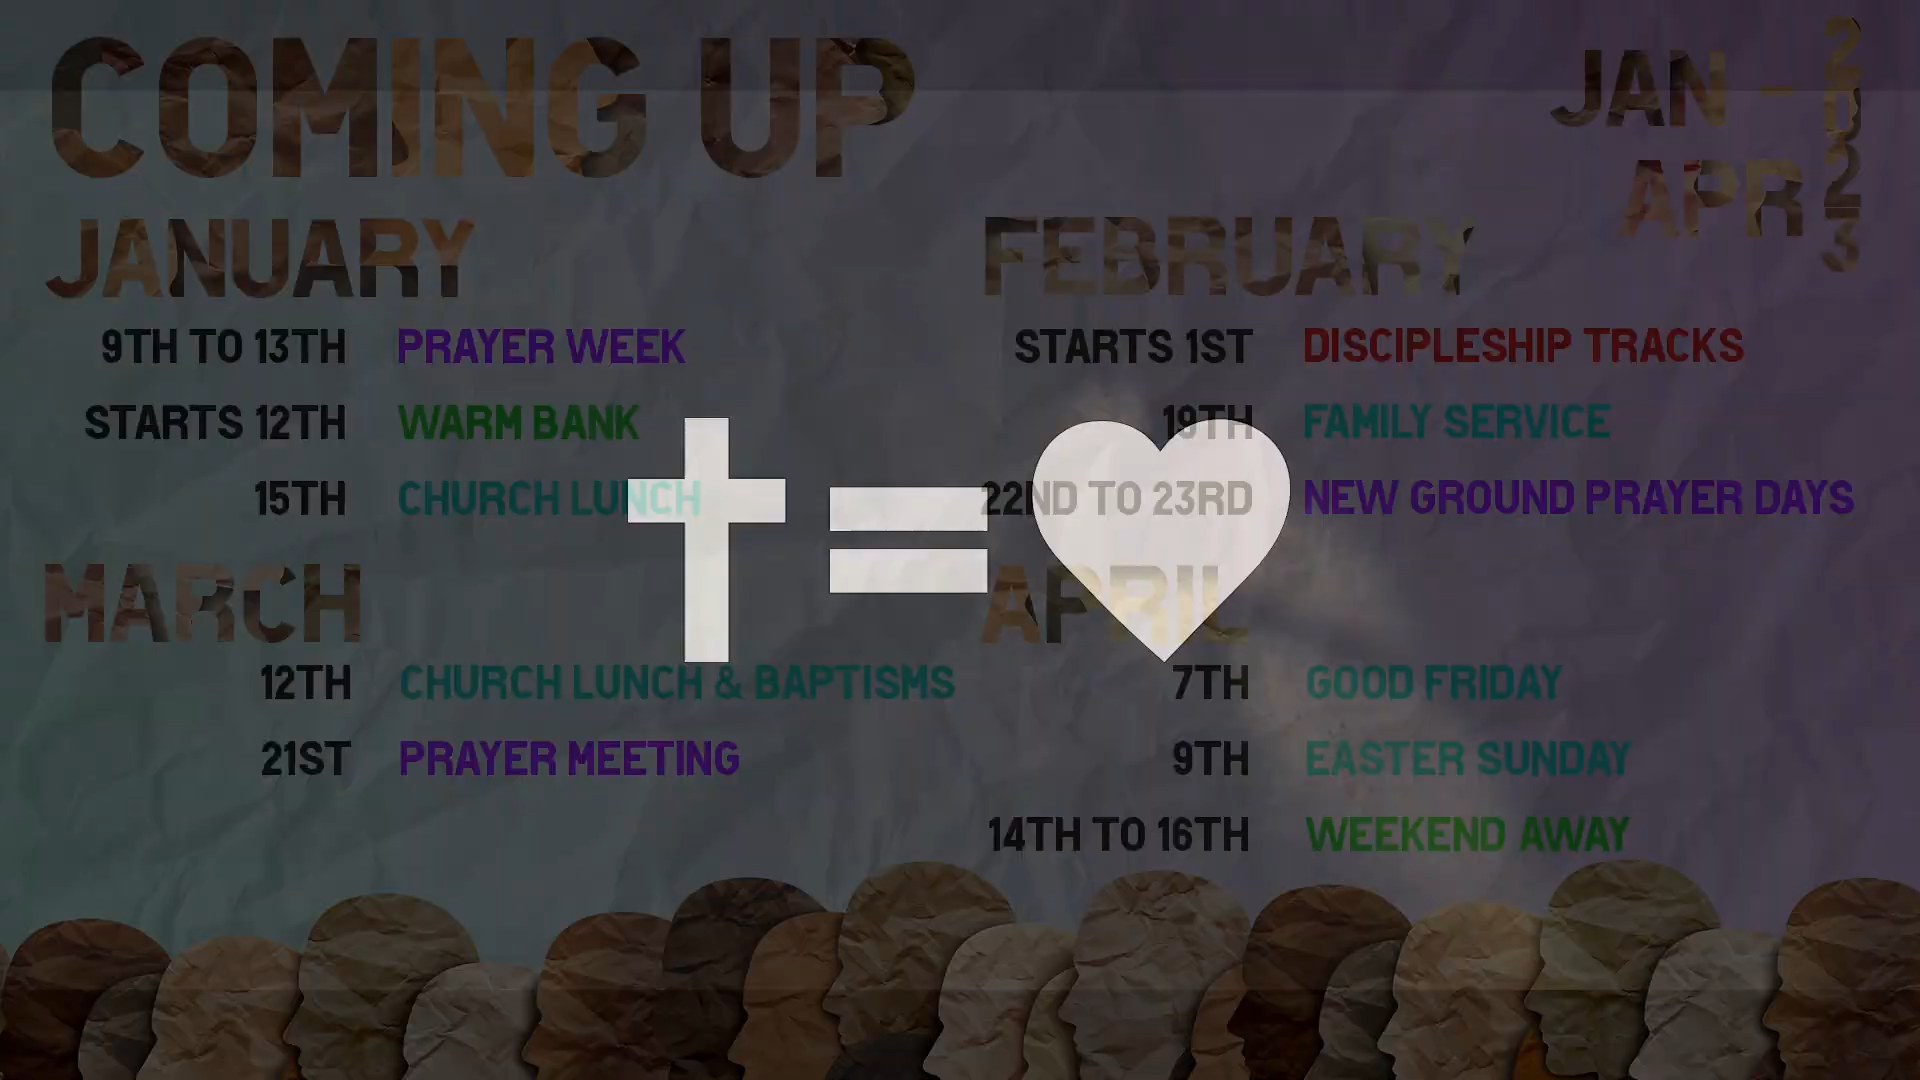 COMING UP
JAN - APR 2023
JANUARY
9TH TO 13TH PRAYER WEEK
STARTS 12TH WARM BANK
15TH CHURCH LUNCH
FEBRUARY
STARTS 1ST DISCIPLESHIP TRACKS
19TH FAMILY SERVICE
22ND TO 23RD NEW GROUND PRAYER DAYS
MARCH
12TH CHURCH LUNCH & BAPTISMS
21ST PRAYER MEETING
APRIL
7TH GOOD FRIDAY
9TH EASTER SUNDAY
14TH TO 16TH WEEKEND AWAY